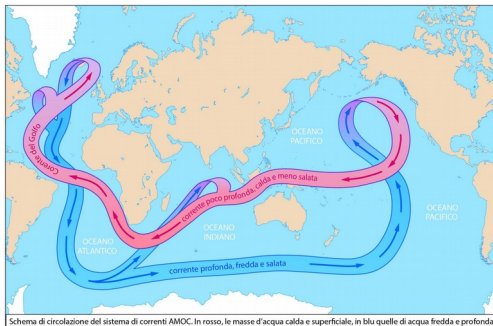 OCEANO
PACIFICO
Corente del Golfo
corrente poco profonda, calda e meno salata
OCEANO
PACIFICO
OCEANO
INDIANO
OCEANO
ATLANTICO
corrente profonda, fredda e salata
Schema di circolazione del sistema di correnti AMOC. In rosso, le masse d'acqua calda e superficiale, in blu quelle di acqua fredda e profonda